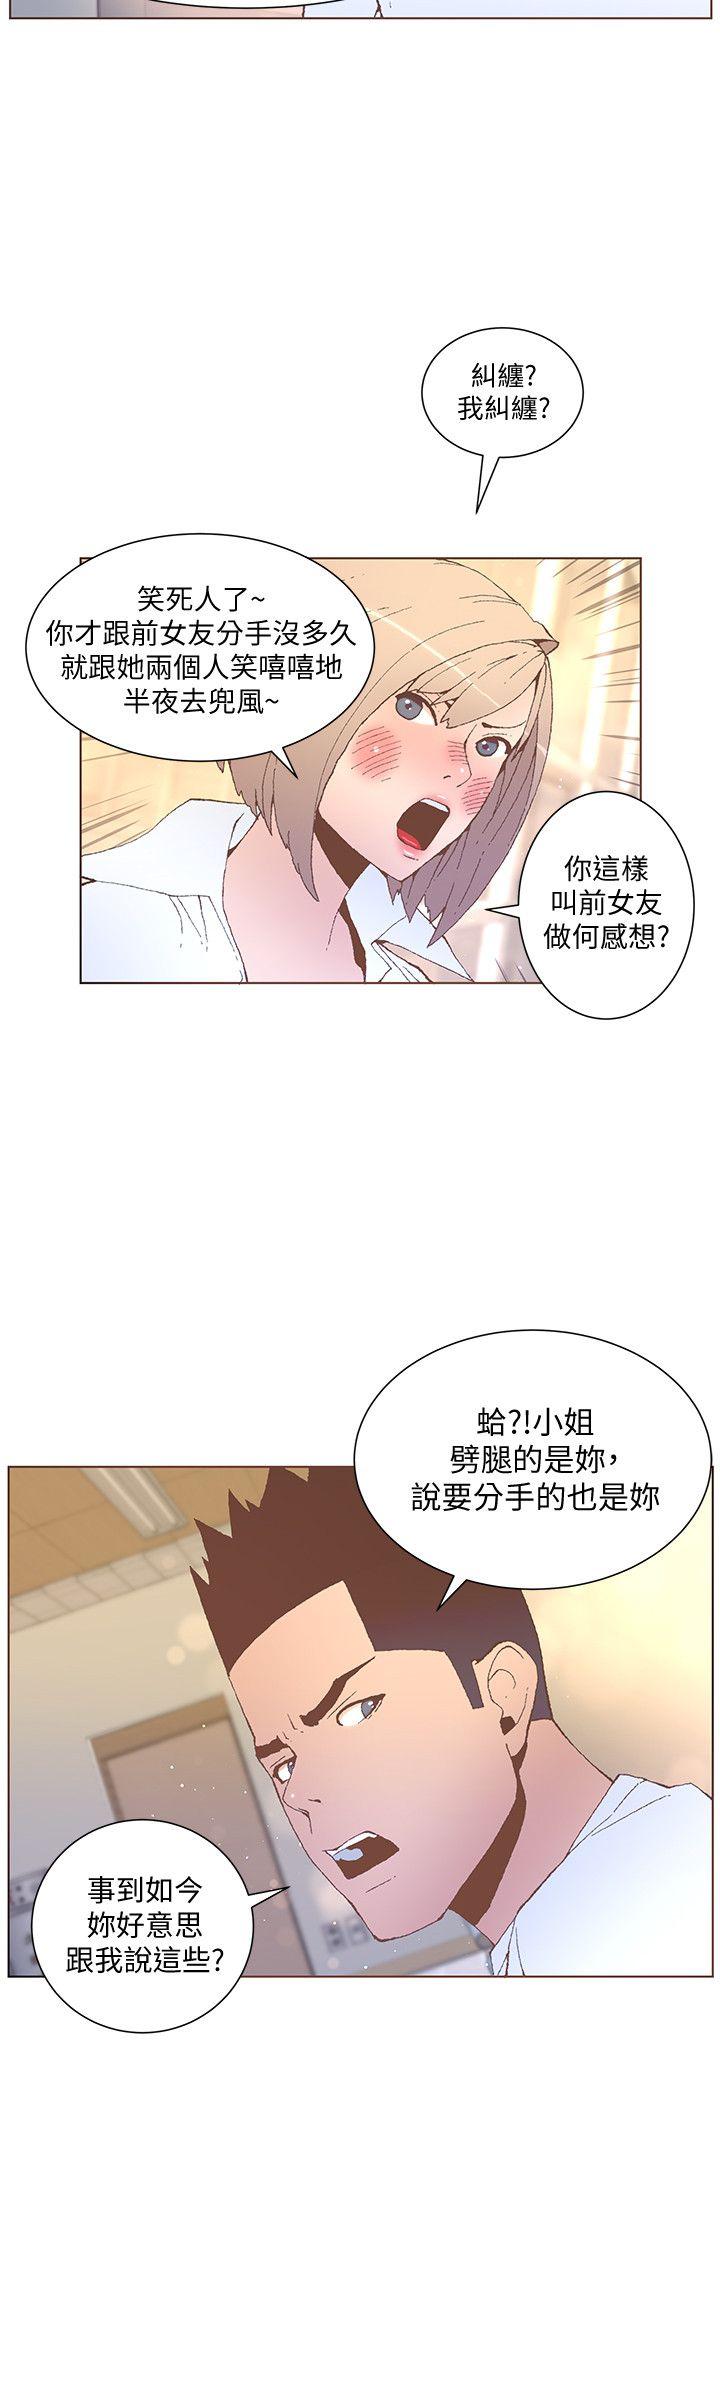 糾纏?
我糾纏?
笑死人了~
你才跟前女友分手沒多久
就跟她兩個人笑嘻嘻地
半夜去兜風~
你這樣
叫前女友
做何感想?
蛤?!小姐
劈腿的是妳，
說要分手的也是妳
事到如今
妳好意思
跟我說這些?